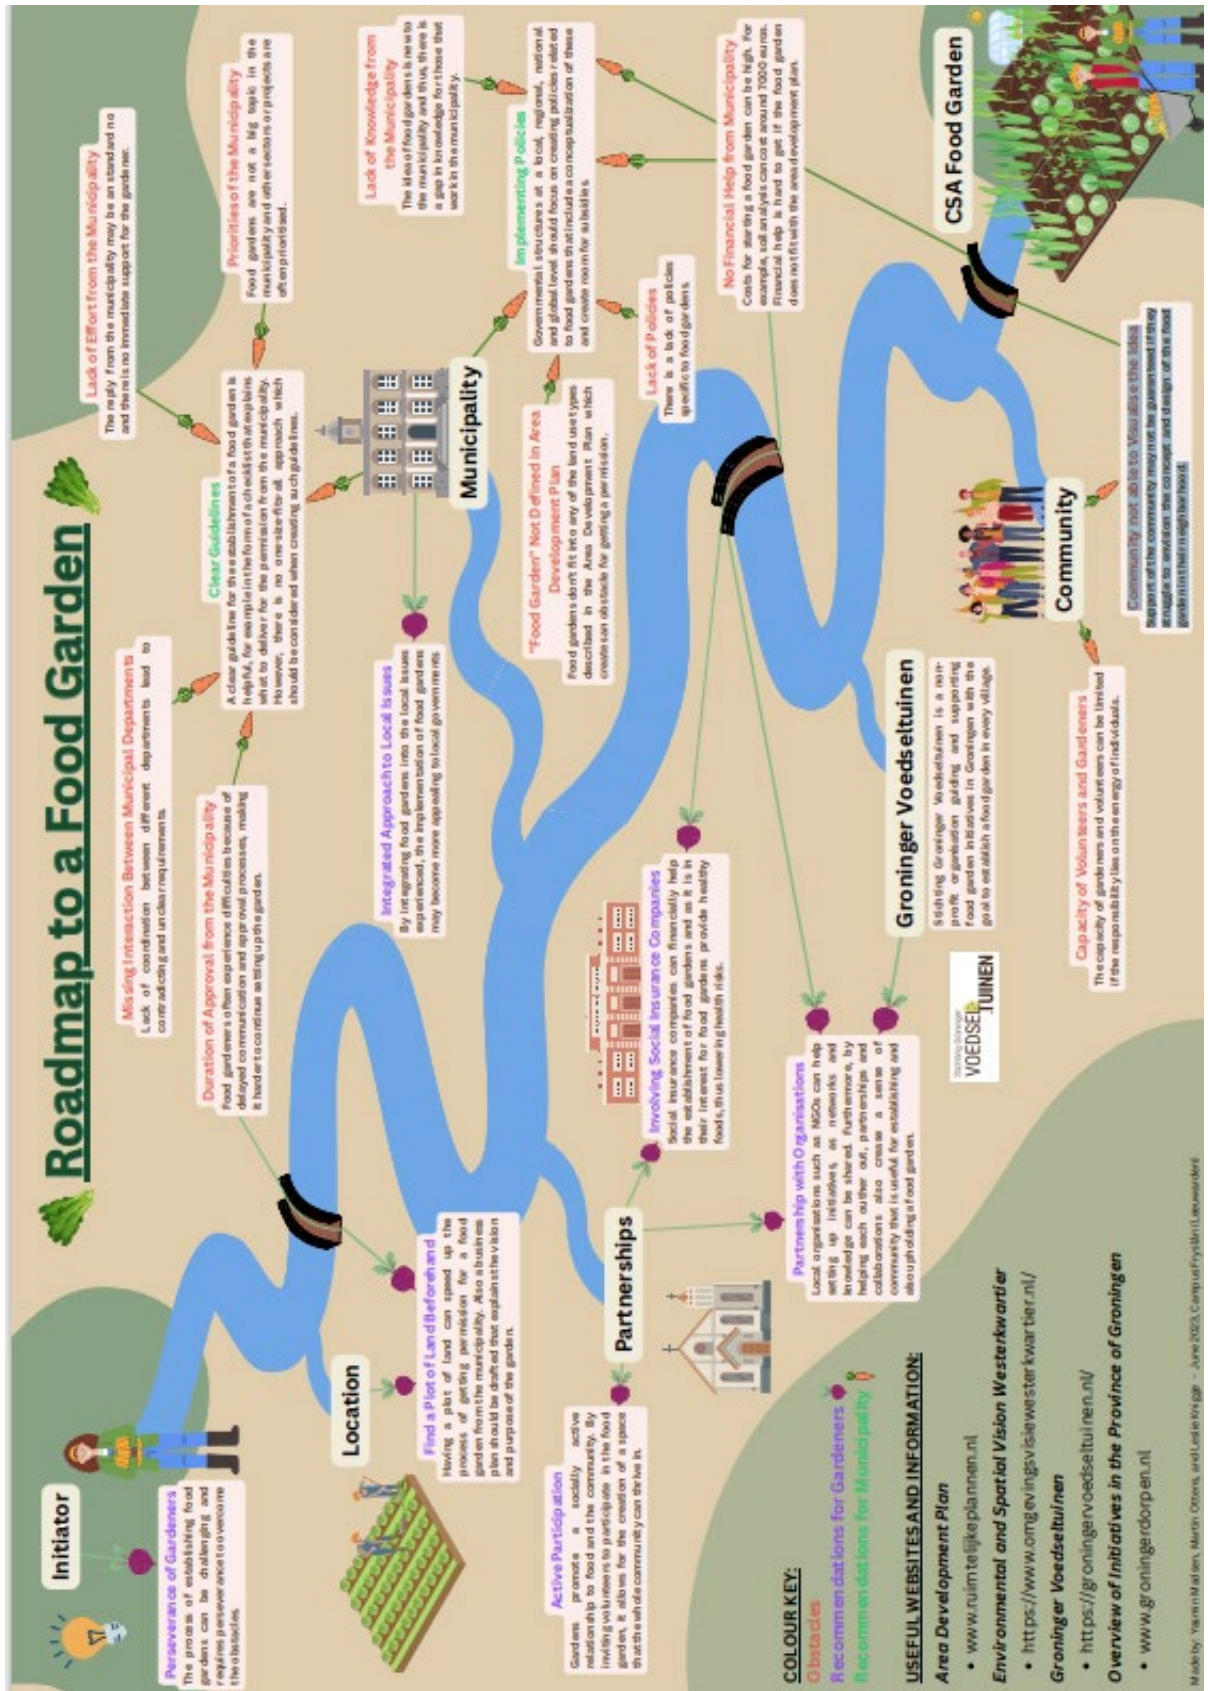 Roadmap to a Food Garden
Initiator
Perseverance of Gardeners
The process of establishing food
gardens can be challenging and
requires perseverance to overcome
the obstacles.
Location
Find a Plot of Land Beforehand
Having a plot of land can speed up the
process of getting permission for a food
garden from the municipality. Also a business
plan should be drafted that explains the vision
and purpose of the garden.
Duration of Approval from the Municipality
Food gardeners often experience difficulties because of
delayed communication and approval processes, making
it harder to continue setting up the garden.
Missing Interaction Between Municipal Departments
Lack of coordination between different departments lead to
contradicting and unclear requirements.
Clear Guidelines
A clear guideline for the establishment of a food garden is
helpful, for example in the form of a checklist that explains
what to deliver for the permission from the municipality.
However, there is no one-size-fits-all approach which
should be considered when creating such guidelines.
Lack of Effort from the Municipality
The reply from the municipality may be an standard no
and there is no immediate support for the gardener.
Priorities of the Municipality
Food gardens are not a big topic in the
municipality and other sectors or projects are
often prioritised.
Municipality
Integrated Approach to Local Issues
By integrating food gardens into the local issues
experienced, the implementation of food gardens
may become more appealing to local governments
Lack of Knowledge from
the Municipality
The idea of food gardens is new to
the municipality and thus, there is
a gap in knowledge for those that
work in the municipality.
Implementing Policies
Governmental structures at a local, regional, national
and global level should focus on creating policies related
to food gardens that include a conceptualization of these
and create room for subsidies.
"Food Garden" Not Defined in Area
Development Plan
Food gardens don't fit into any of the land use types
described in the Area Development Plan which
creates an obstacle for getting a permission.
Lack of Policies
There is a lack of policies
specific to food gardens.
No Financial Help from Municipality
Costs for starting a food garden can be high. For
example, soil analysis can cost around 7000 euros.
Financial help is hard to get if the food garden
does not fit with the area development plan.
Partnerships
Active Participation
Gardens promote a socially active
relationship to food and the community. By
inviting volunteers to participate in the food
garden, it allows for the creation of a space
that the whole community can thrive in.
Involving Social Insurance Companies
Social insurance companies can financially help
the establishment of food gardens and as it is in
their interest for food gardens provide healthy
foods, thus lowering health risks.
Partnership with Organisations
Local organisations such as NGOs can help
setting up initiatives, as networks and
knowledge can be shared. Furthermore, by
helping each outher out, partnerships and
collaborations also crease a sense of
community that is useful for establishing and
also upholding a food garden.
Groninger Voedseltuinen
Stichting Groninger Voedseltuinen is a non-
profit organisation guiding and supporting
food garden initiatives in Groningen with the
goal to establish a food garden in every village.
Stichting Groninger
VOEDSEL
TUINEN
Community
Capacity of Volunteers and Gardeners
The capacity of gardeners and volunteers can be limited
if the responsibility lies on the energy of individuals.
Community not able to Visualise the Idea
Support of the community may not be guaranteed if they
struggle to envision the concept and design of the food
garden in their neighborhood.
CSA Food Garden
COLOUR KEY:
Obstacles
Recommendations for Gardeners
Recommendations for Municipality
USEFUL WEBSITES AND INFORMATION:
Area Development Plan
• www.ruimtelijkeplannen.nl
Environmental and Spatial Vision Westerkwartier
• https://www.omgevingsvisiewesterkwartier.nl/
Groninger Voedseltuinen
• https://groningervoedseltuinen.nl/
Overview of Initiatives in the Province of Groningen
• www.groningerdorpen.nl
Made by: Yasmin Madsen, Martin Ottens, and Leslie Knigge - June 2023, Campus Fryslân (Leeuwarden)